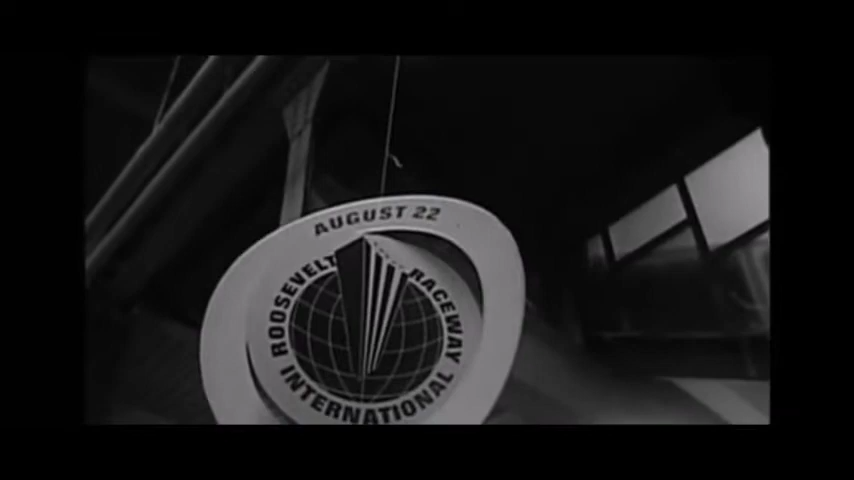 AUGUST 22
ROOSEVELT RACEWAY
INTERNATIONAL